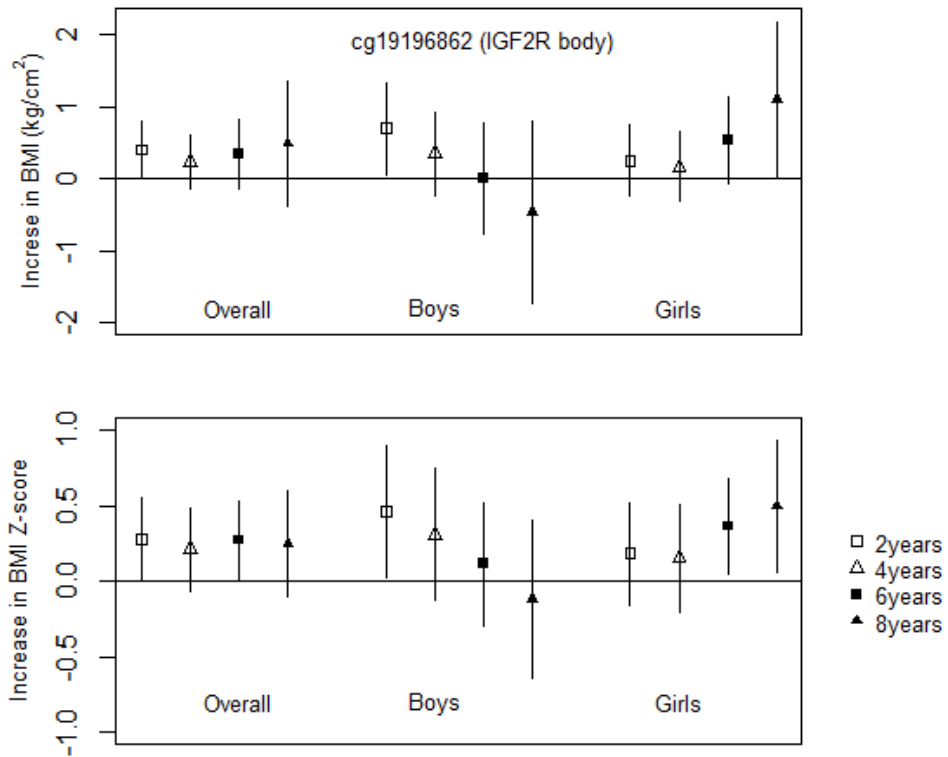 cg19196862 (IGF2R body)
Increse in BMI (kg/cm²)
2
1
0
-1
-2
Overall Boys Girls
Increase in BMI Z-score
1.0
0.5
0.0
-0.5
-1.0
Overall Boys Girls
2years
4years
6years
8years